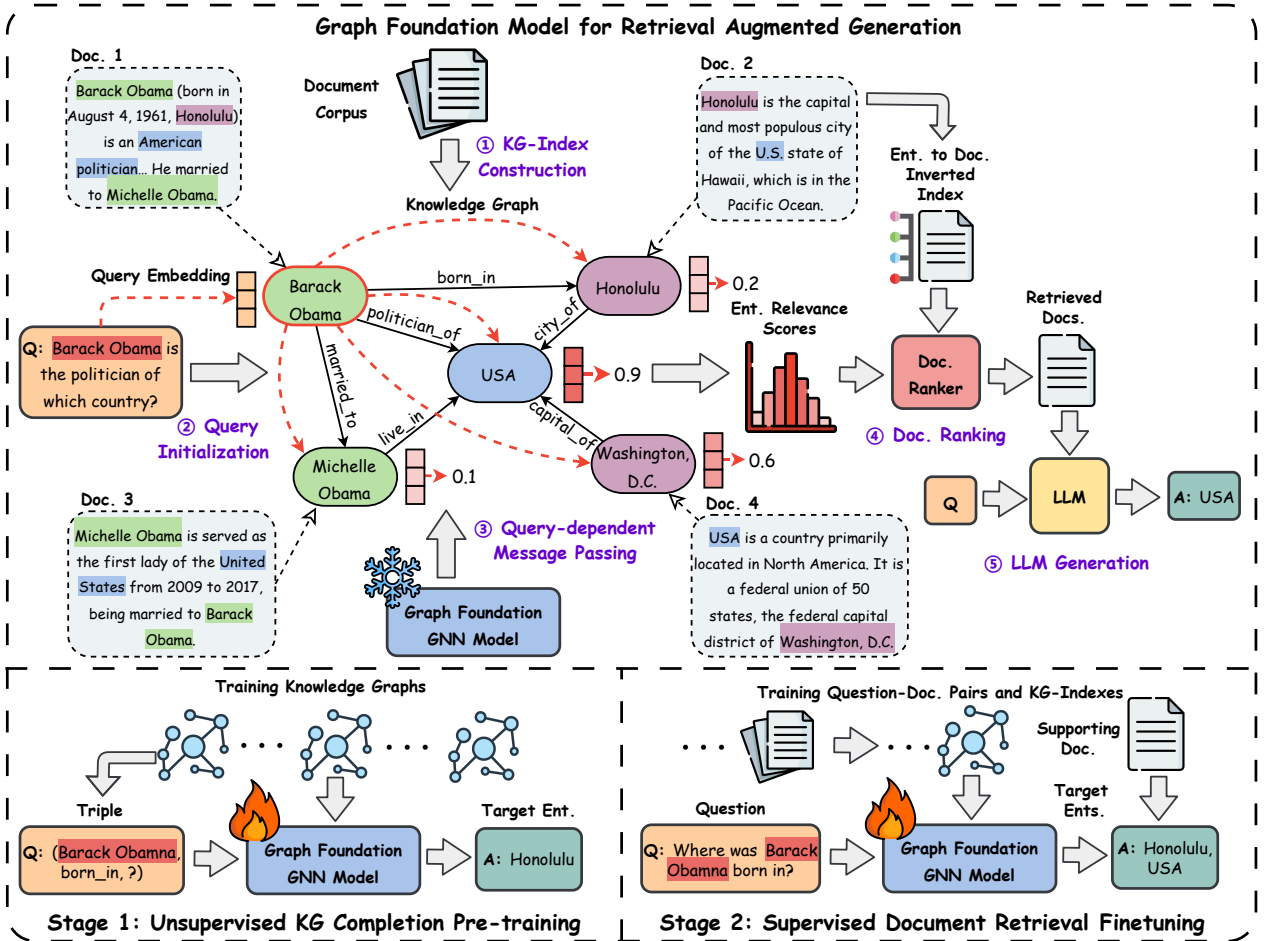 Graph Foundation Model for Retrieval Augmented Generation
Doc. 1
Barack Obama (born in
August 4, 1961, Honolulu)
is an American
politician... He married
to Michelle Obama.
Document
Corpus
① KG-Index
Construction
Knowledge Graph
Doc. 2
Honolulu is the capital
and most populous city
of the U.S. state of
Hawaii, which is in the
Pacific Ocean.
Ent. to Doc.
Inverted
Index
Query Embedding
Q: Barack Obama is
the politician of
which country?
② Query
Initialization
Barack
Obama
born_in
Honolulu
0.2
politician_of
city_of
married_to
USA
0.9
live_in
capital_of
Michelle
Obama
0.1
Washington,
D.C.
0.6
Ent. Relevance
Scores
Doc.
Ranker
Retrieved
Docs.
④ Doc. Ranking
Q
LLM
A: USA
⑤ LLM Generation
Doc. 3
Michelle Obama is served as
the first lady of the United
States from 2009 to 2017,
being married to Barack
Obama.
③ Query-dependent
Message Passing
Graph Foundation
GNN Model
Doc. 4
USA is a country primarily
located in North America. It is
a federal union of 50
states, the federal capital
district of Washington, D.C.
Training Knowledge Graphs
Triple
Q: (Barack Obamna,
born_in, ?)
Graph Foundation
GNN Model
Target Ent.
A: Honolulu
Stage 1: Unsupervised KG Completion Pre-training
Training Question-Doc. Pairs and KG-Indexes
Supporting
Doc.
Question
Q: Where was Barack
Obamna born in?
Graph Foundation
GNN Model
Target
Ents.
A: Honolulu,
USA
Stage 2: Supervised Document Retrieval Finetuning